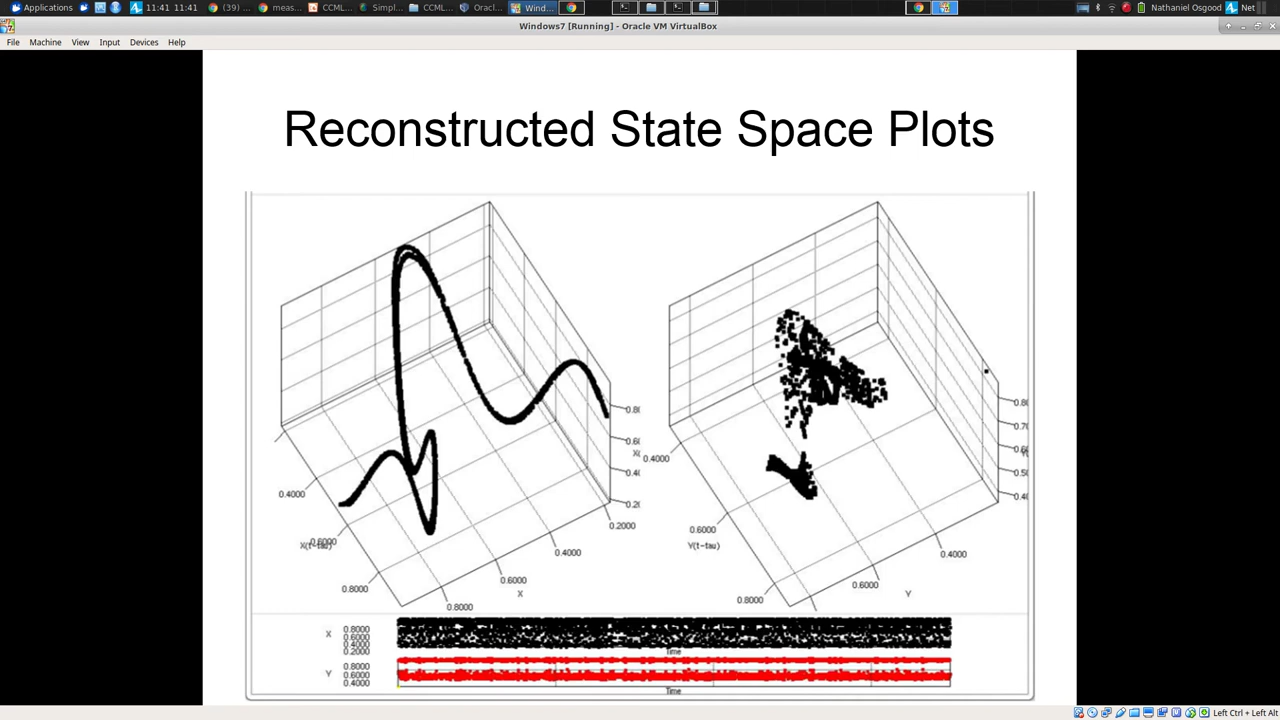 Applications
11:41 11:41
(39) ...
meas...
CCML...
Simpl...
CCML...
Oracl...
Wind...
Nathaniel Osgood
Net
Windows7 [Running] - Oracle VM VirtualBox
File Machine View Input Devices Help
Reconstructed State Space Plots
0.4000
0.6000
X(t-tau)
0.8000
0.8000
0.6000
0.4000
0.2000
X
0.4000
0.6000
Y(t-tau)
0.8000
0.6000
0.4000
Y
X
0.8000
0.6000
0.4000
0.2000
Time
Y
0.8000
0.6000
0.4000
Time
Left Ctrl + Left Alt